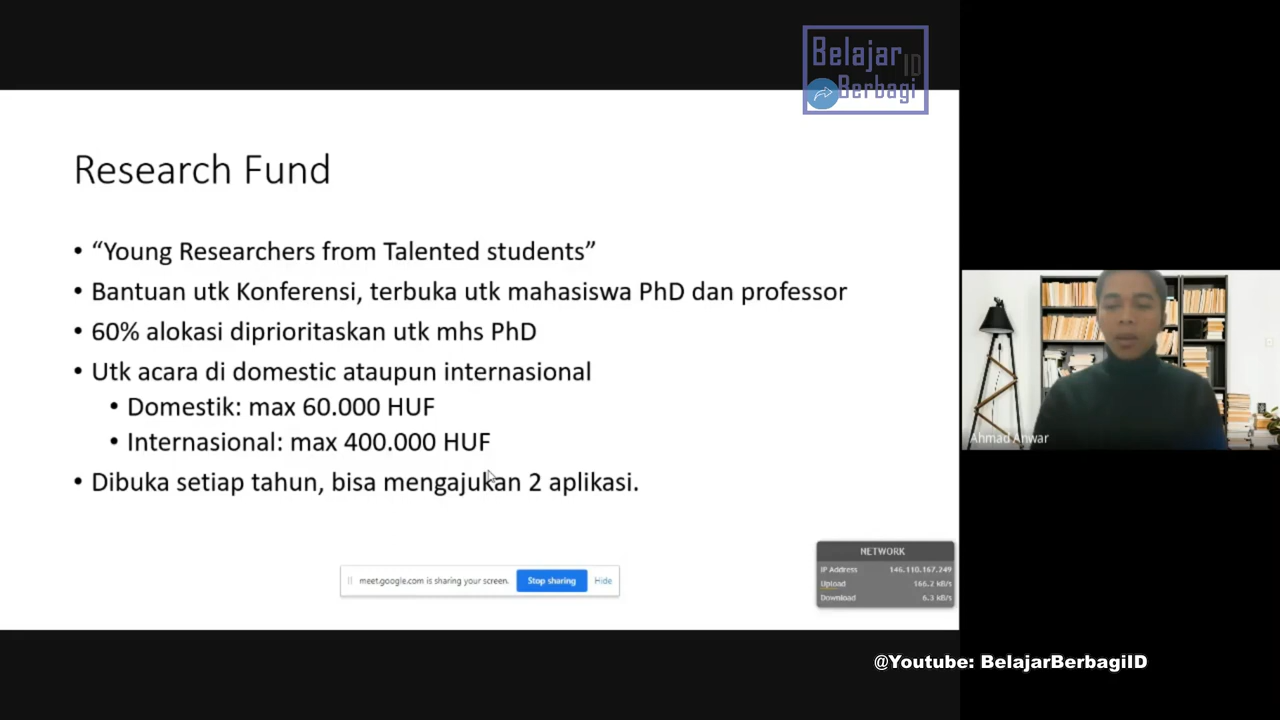 Belajar
ID
Berbagi
Research Fund
• “Young Researchers from Talented students”
• Bantuan utk Konferensi, terbuka utk mahasiswa PhD dan professor
• 60% alokasi diprioritaskan utk mhs PhD
• Utk acara di domestic ataupun internasional
• Domestik: max 60.000 HUF
• Internasional: max 400.000 HUF
• Dibuka setiap tahun, bisa mengajukan 2 aplikasi.
Ahmad Anwar
meet.google.com is sharing your screen.
Stop sharing
Hide
NETWORK
IP Address 146.110.167.249
Upload 166.2 kB/s
Download 6.3 kB/s
@Youtube: BelajarBerbagiID